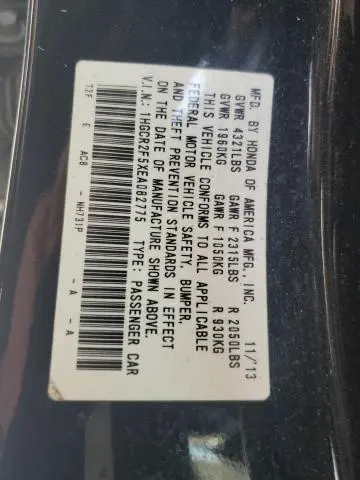 MFD. BY HONDA OF AMERICA MFG., INC. 11/'13
GVWR 4321LBS GAWR F 2315LBS R 2050LBS
GVWR 1960KG GAWR F 1050KG R 930KG
THIS VEHICLE CONFORMS TO ALL APPLICABLE
FEDERAL MOTOR VEHICLE SAFETY, BUMPER,
AND THEFT PREVENTION STANDARDS IN EFFECT
ON THE DATE OF MANUFACTURE SHOWN ABOVE.
V.I.N.: 1HGCR2F5XEA082775 TYPE: PASSENGER CAR
T2F E AC8 - NH731P - A - A